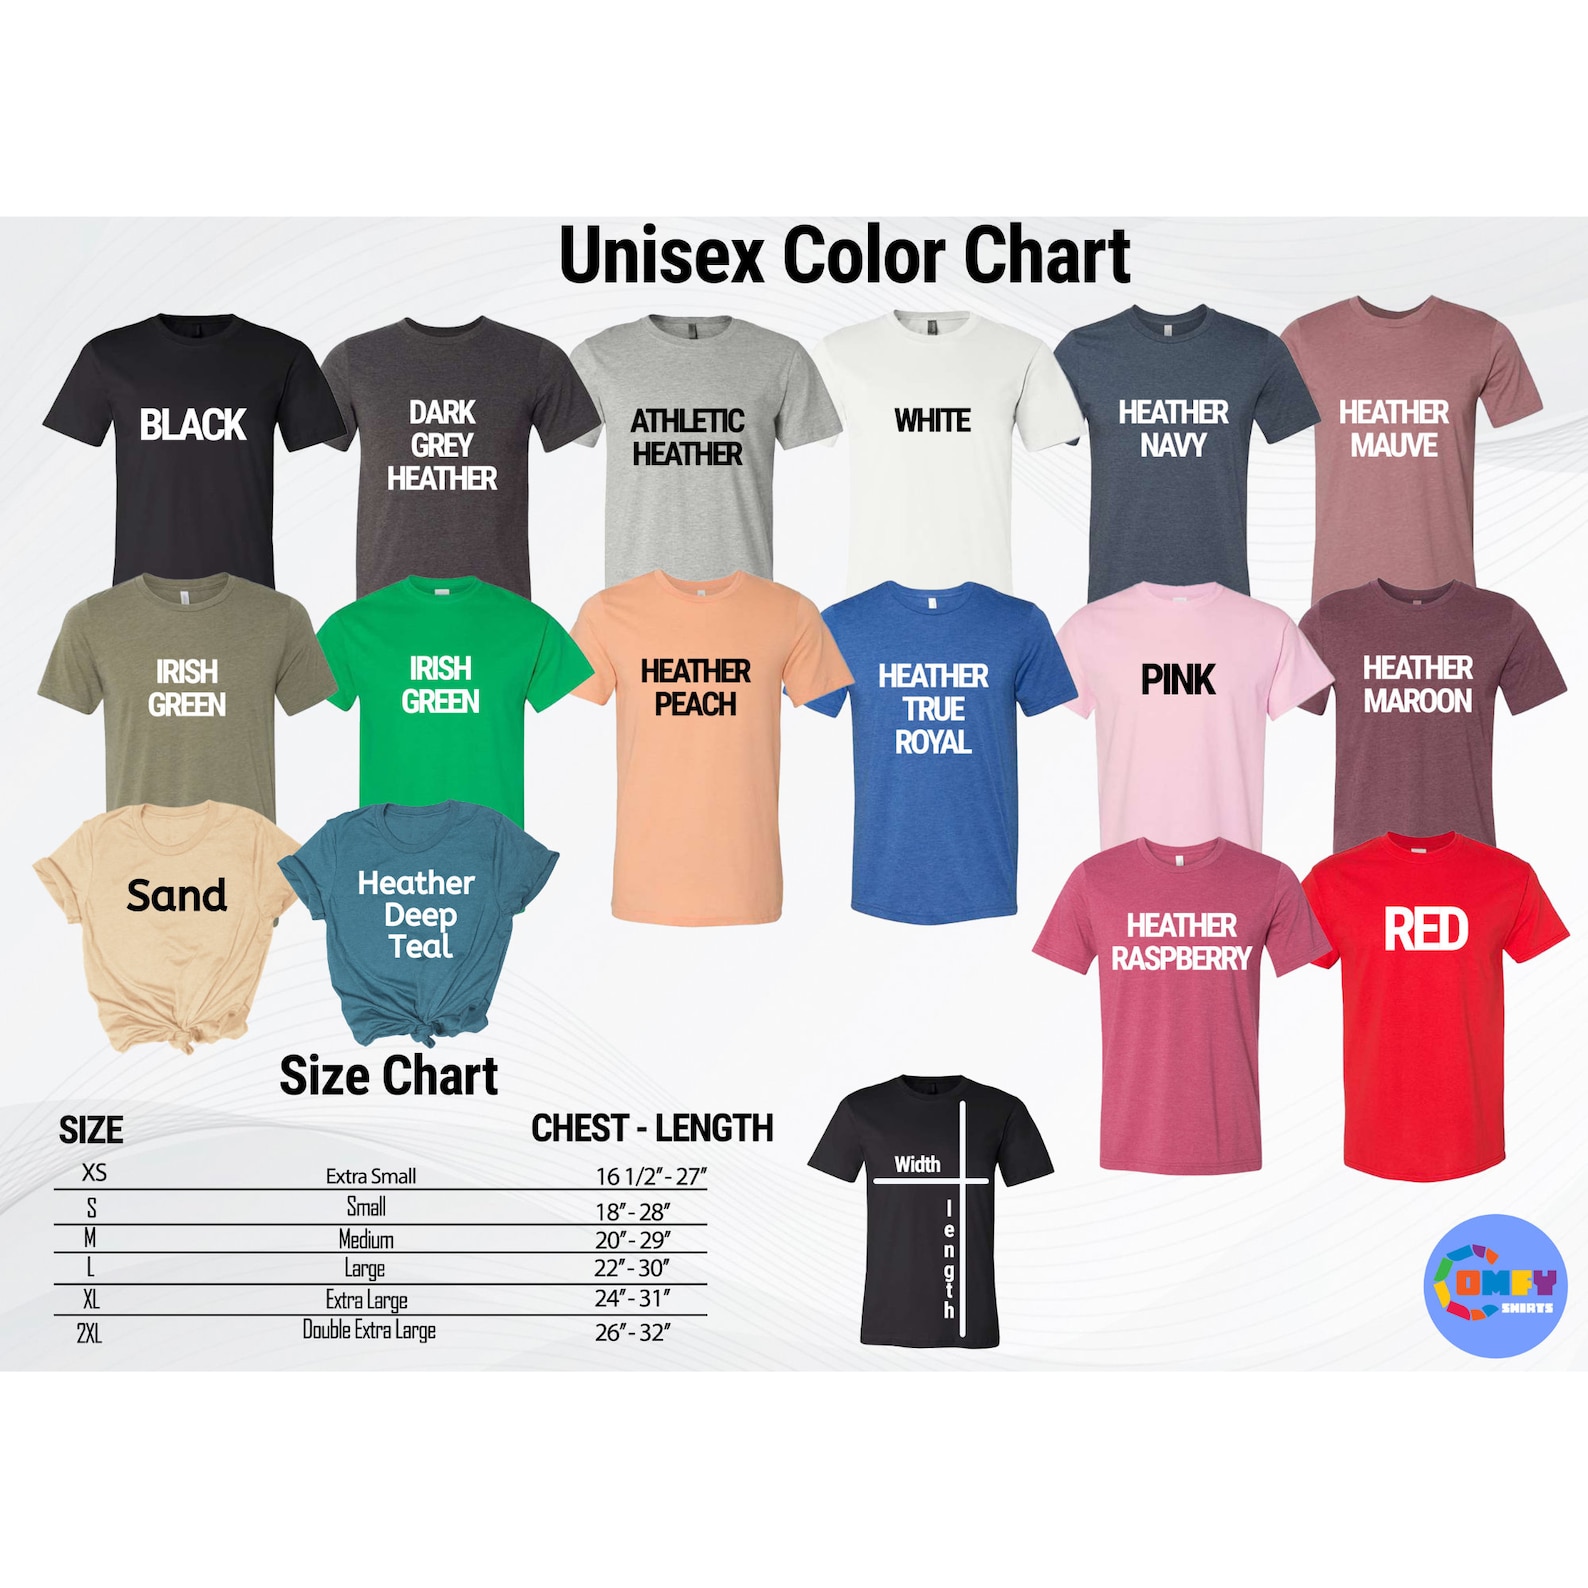 Unisex Color Chart
BLACK
DARK
GREY
HEATHER
ATHLETIC
HEATHER
WHITE
HEATHER
NAVY
HEATHER
MAUVE
IRISH
GREEN
IRISH
GREEN
HEATHER
PEACH
HEATHER
TRUE
ROYAL
PINK
HEATHER
MAROON
Sand
Heather
Deep
Teal
HEATHER
RASPBERRY
RED
Size Chart
SIZE CHEST - LENGTH
XS Extra Small 16 1/2” - 27”
S Small 18” - 28”
M Medium 20” - 29”
L Large 22” - 30”
XL Extra Large 24” - 31”
2XL Double Extra Large 26” - 32”
Width
length
COMFY
SHIRTS